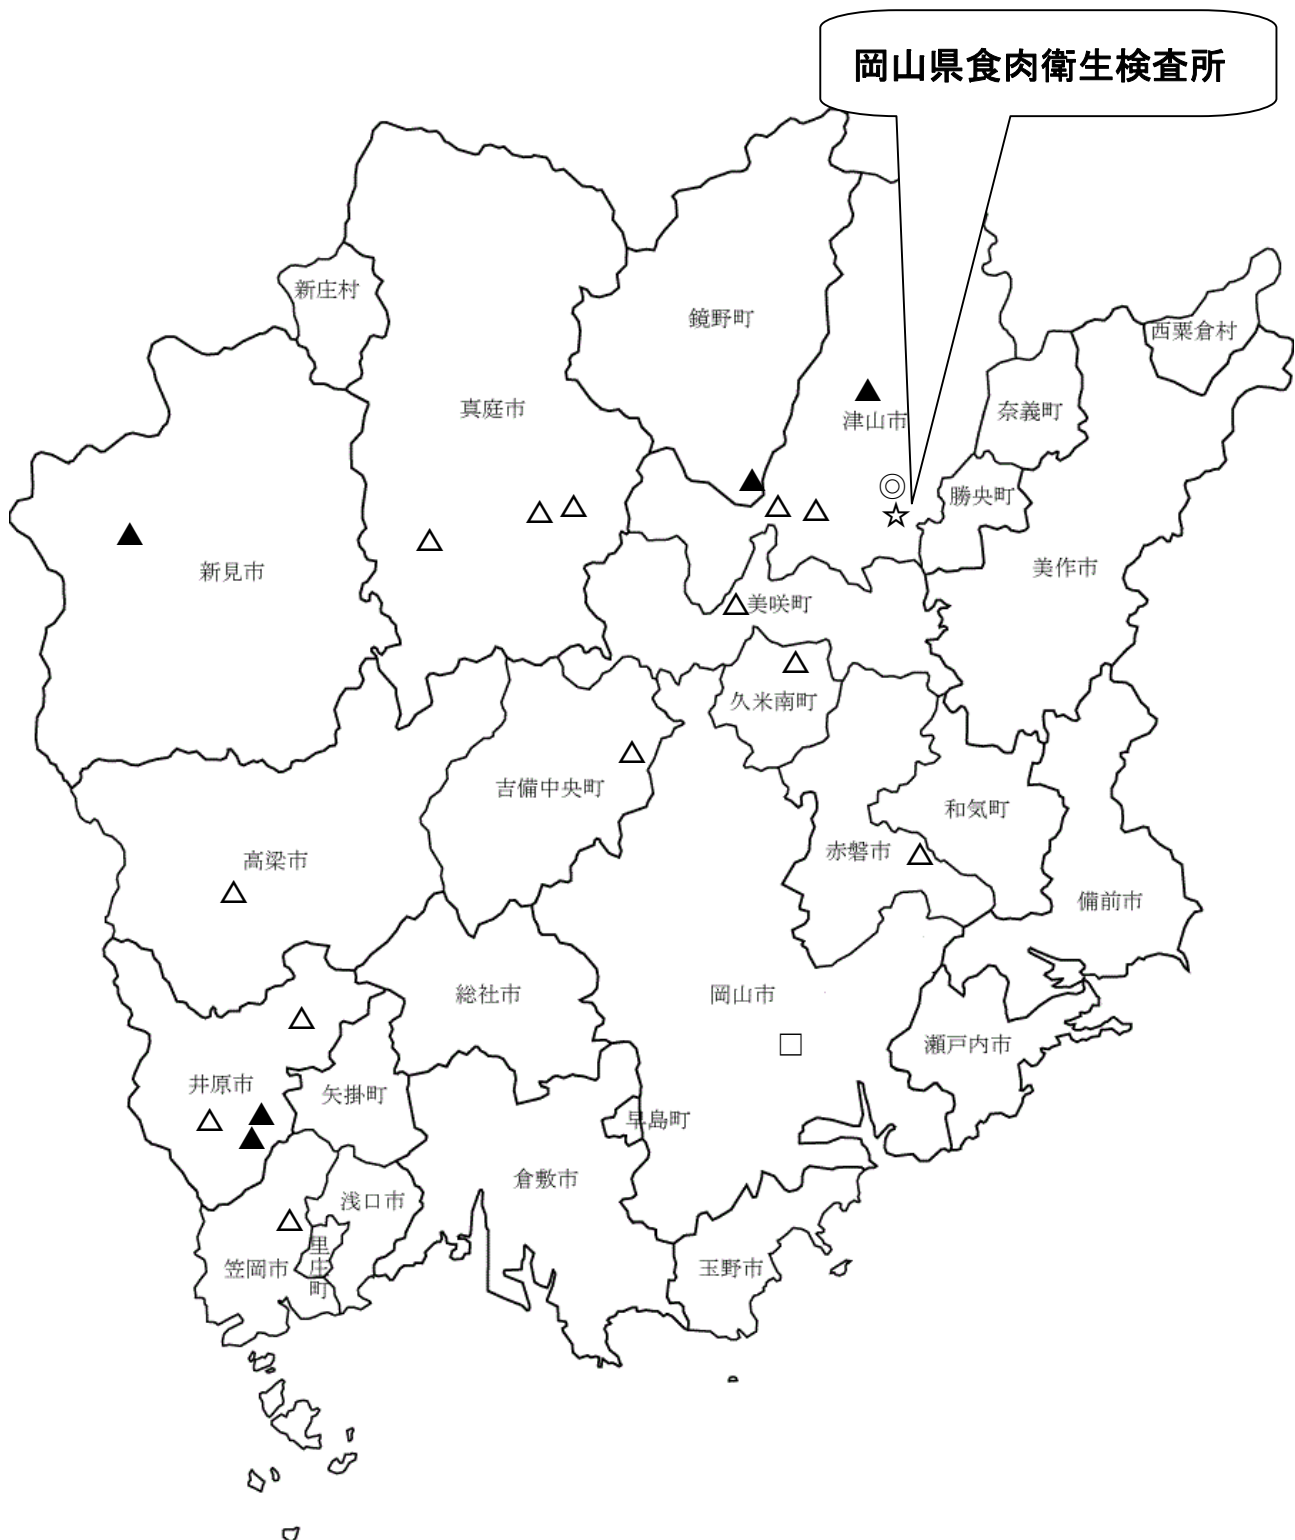 岡山県食肉衛生検査所
新庄村
鏡野町
西粟倉村
真庭市
津山市
奈義町
勝央町
新見市
美作市
美咲町
久米南町
吉備中央町
和気町
高梁市
赤磐市
備前市
総社市
岡山市
瀬戸内市
井原市
矢掛町
早島町
倉敷市
浅口市
里庄町
笠岡市
玉野市